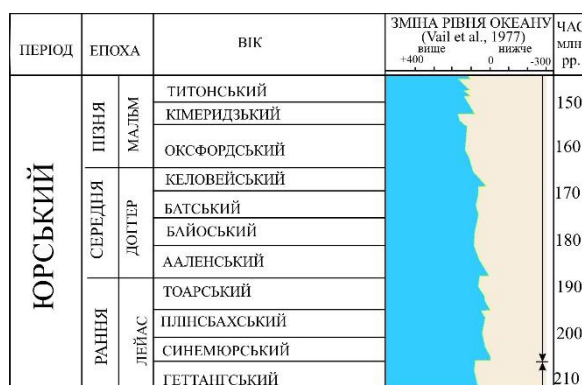 ПЕРІОД
ЕПОХА
ВІК
ЗМІНА РІВНЯ ОКЕАНУ
(Vail et al., 1977)
вище нижче
+400 0 -300
ЧАС
млн
рр.
ЮРСЬКИЙ
ПІЗНЯ
МАЛЬМ
ТИТОНСЬКИЙ
КІМЕРИДЗЬКИЙ
ОКСФОРДСЬКИЙ
СЕРЕДНЯ
ДОГГЕР
КЕЛОВЕЙСЬКИЙ
БАТСЬКИЙ
БАЙОСЬКИЙ
ААЛЕНСЬКИЙ
РАННЯ
ЛЕЙАС
ТОАРСЬКИЙ
ПЛІНСБАХСЬКИЙ
СИНЕМЮРСЬКИЙ
ГЕТТАНГСЬКИЙ
150
160
170
180
190
200
210